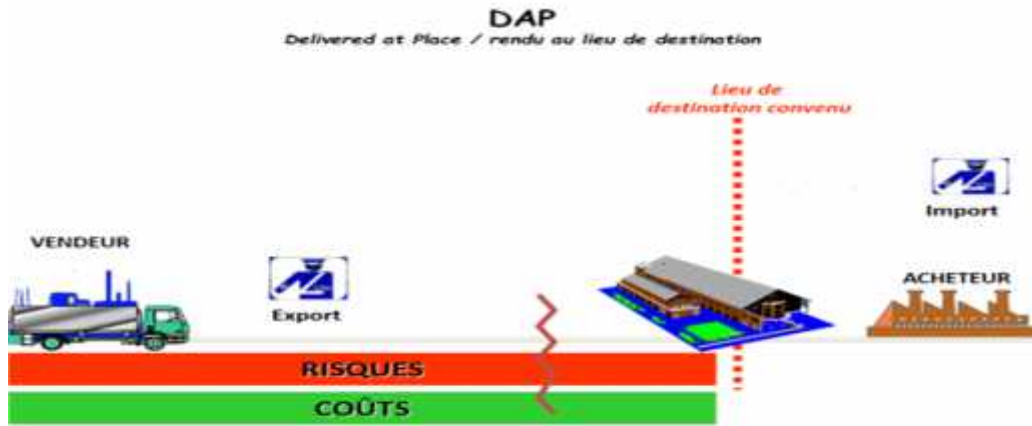 DAP
Delivered at Place / rendu au lieu de destination
Lieu de
destination convenu
Import
VENDEUR
ACHETEUR
Export
RISQUES
COÛTS